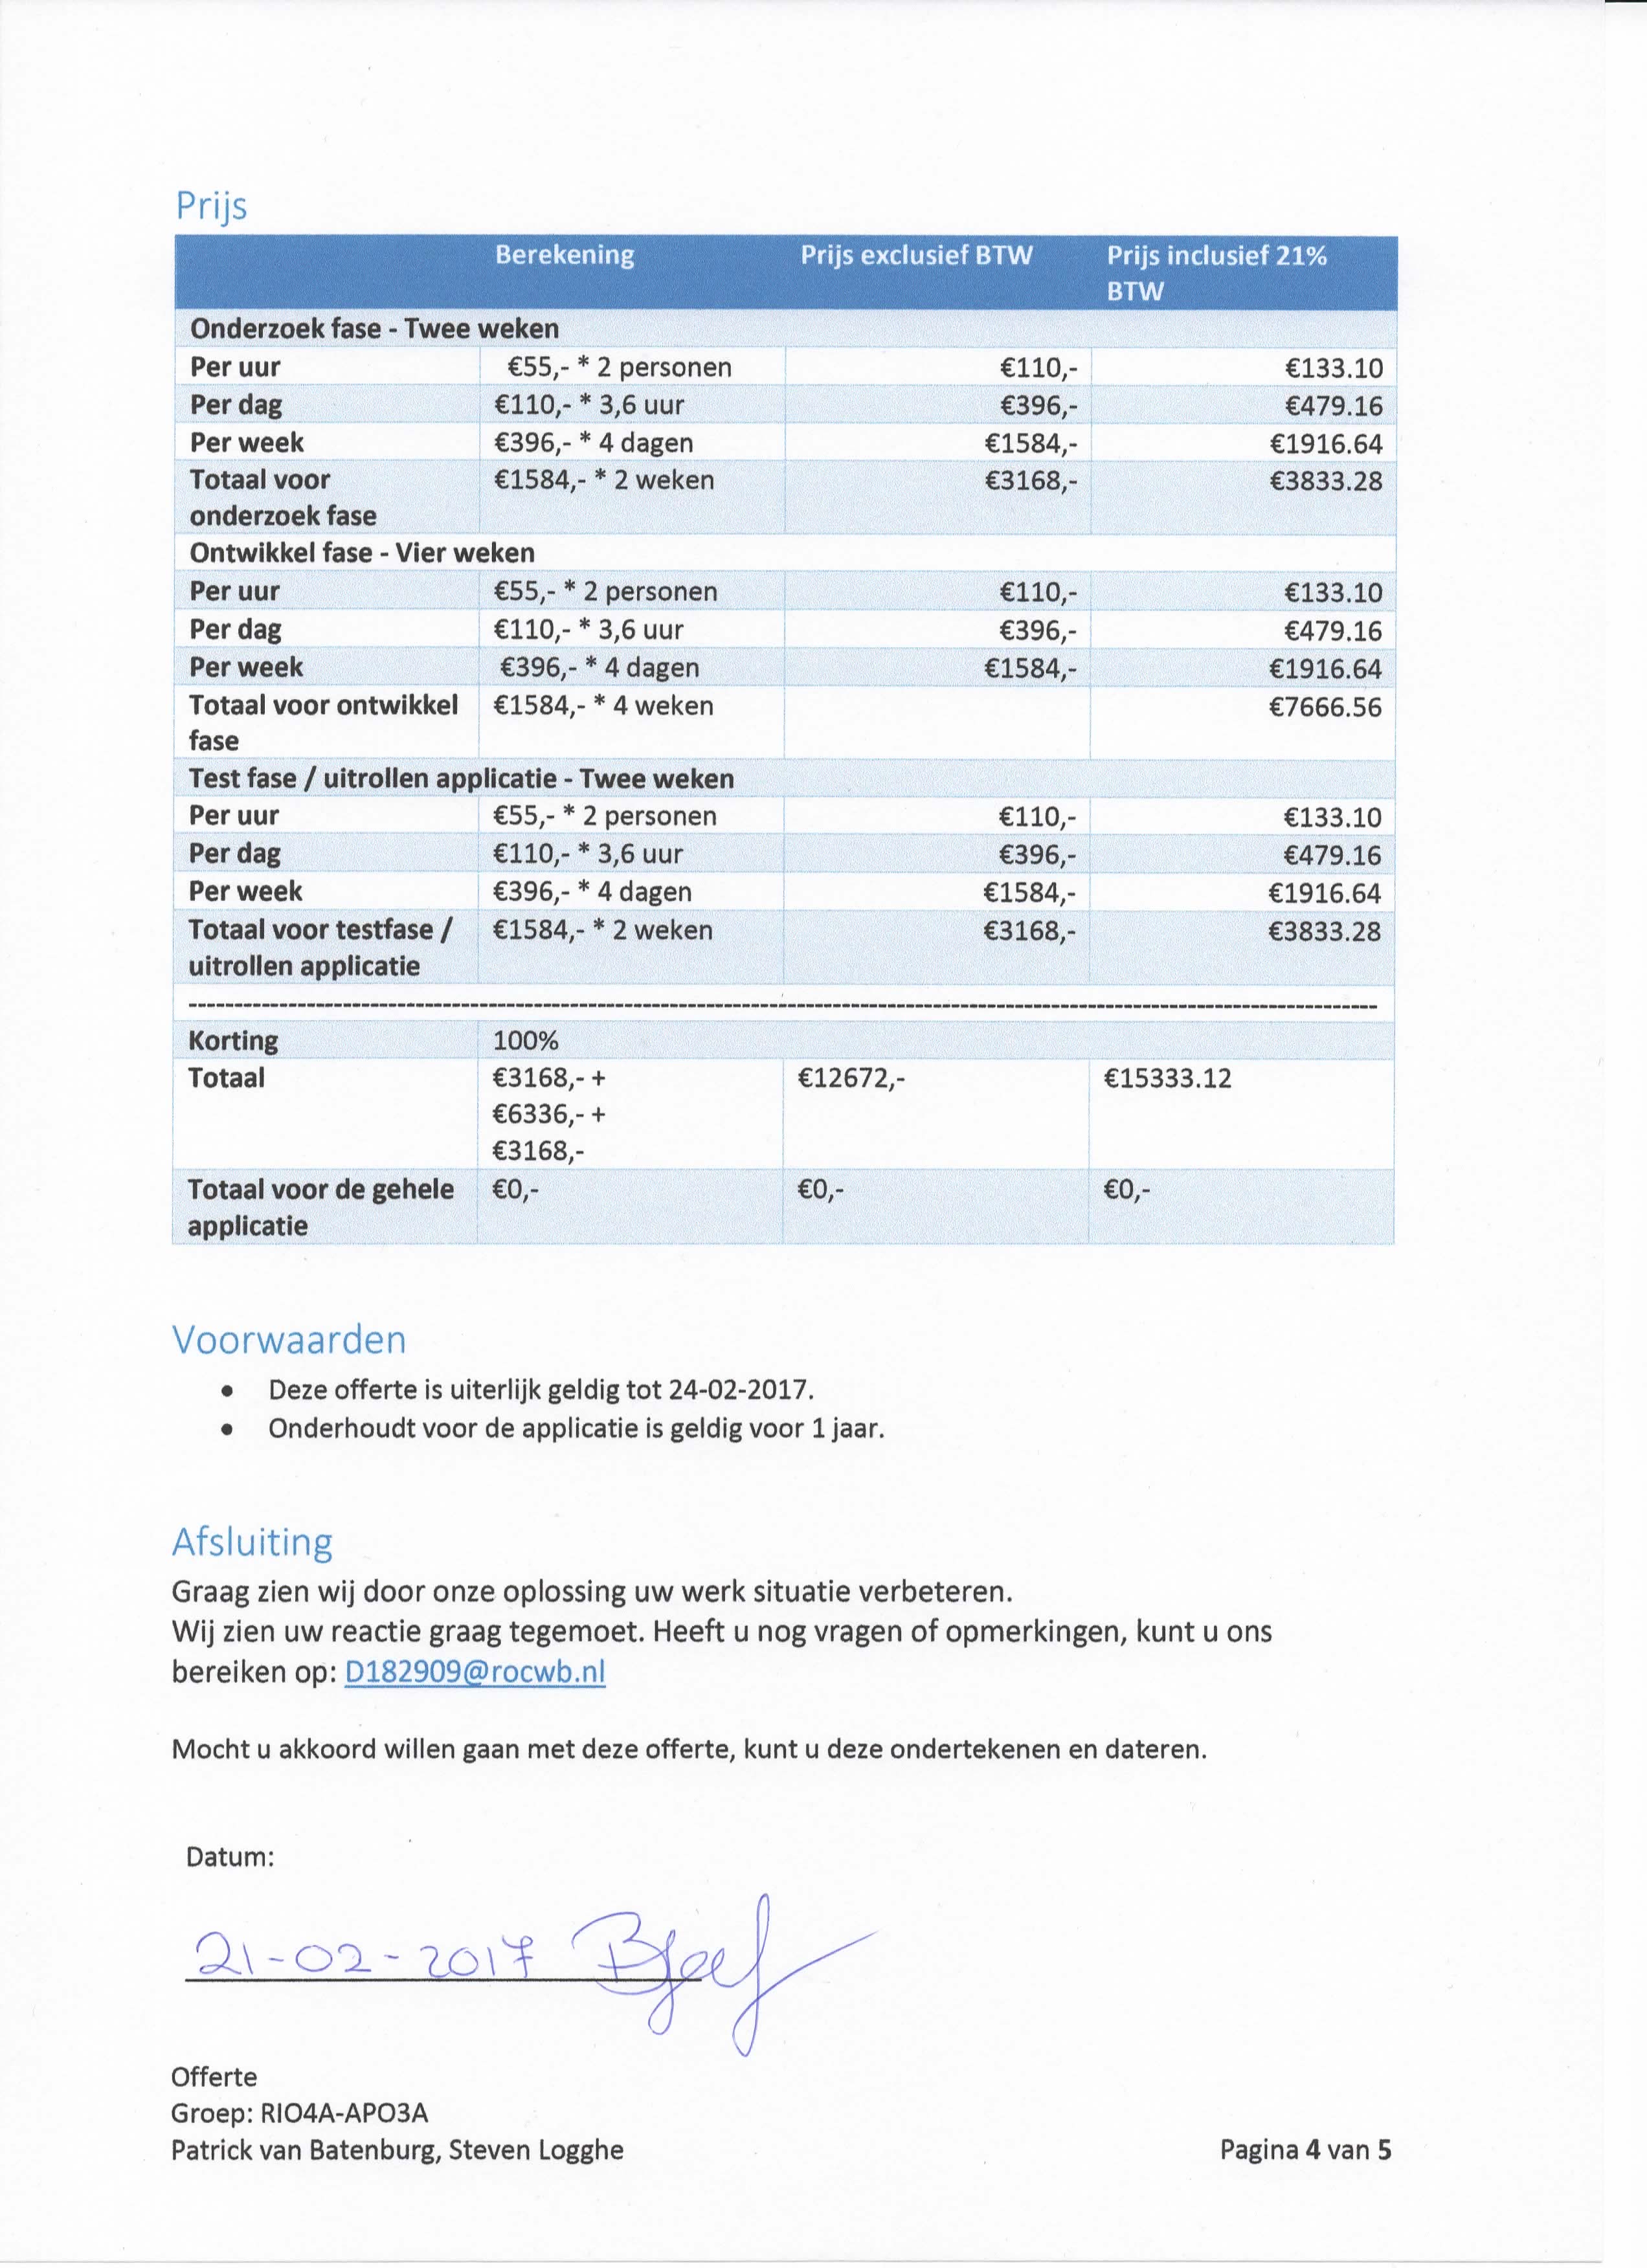 Prijs
Berekening Prijs exclusief BTW Prijs inclusief 21%
BTW
Onderzoek fase - Twee weken
Per uur €55,- * 2 personen €110,- €133.10
Per dag €110,- * 3,6 uur €396,- €479.16
Per week €396,- * 4 dagen €1584,- €1916.64
Totaal voor €1584,- * 2 weken €3168,- €3833.28
onderzoek fase
Ontwikkel fase - Vier weken
Per uur €55,- * 2 personen €110,- €133.10
Per dag €110,- * 3,6 uur €396,- €479.16
Per week €396,- * 4 dagen €1584,- €1916.64
Totaal voor ontwikkel €1584,- * 4 weken €7666.56
fase
Test fase / uitrollen applicatie - Twee weken
Per uur €55,- * 2 personen €110,- €133.10
Per dag €110,- * 3,6 uur €396,- €479.16
Per week €396,- * 4 dagen €1584,- €1916.64
Totaal voor testfase / €1584,- * 2 weken €3168,- €3833.28
uitrollen applicatie
Korting 100%
Totaal €3168,- + €12672,- €15333.12
€6336,- +
€3168,-
Totaal voor de gehele €0,- €0,- €0,-
applicatie
Voorwaarden
• Deze offerte is uiterlijk geldig tot 24-02-2017.
• Onderhoudt voor de applicatie is geldig voor 1 jaar.
Afsluiting
Graag zien wij door onze oplossing uw werk situatie verbeteren.
Wij zien uw reactie graag tegemoet. Heeft u nog vragen of opmerkingen, kunt u ons
bereiken op: D182909@rocwb.nl
Mocht u akkoord willen gaan met deze offerte, kunt u deze ondertekenen en dateren.
Datum:
21-02-2017
Offerte
Groep: RIO4A-APO3A
Patrick van Batenburg, Steven Logghe Pagina 4 van 5